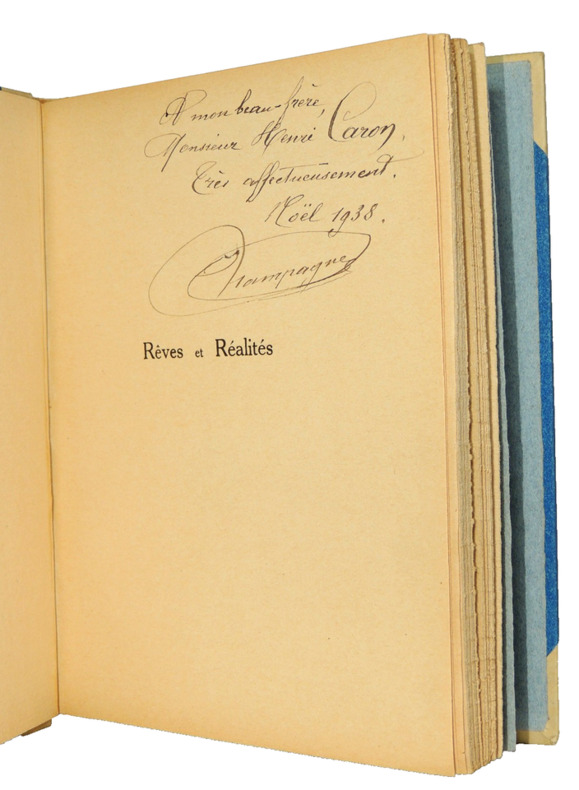 A mon beau-frère,
Monsieur Henri Caron.
Très affectueusement.
Noël 1938.
Champagne
Rêves et Réalités